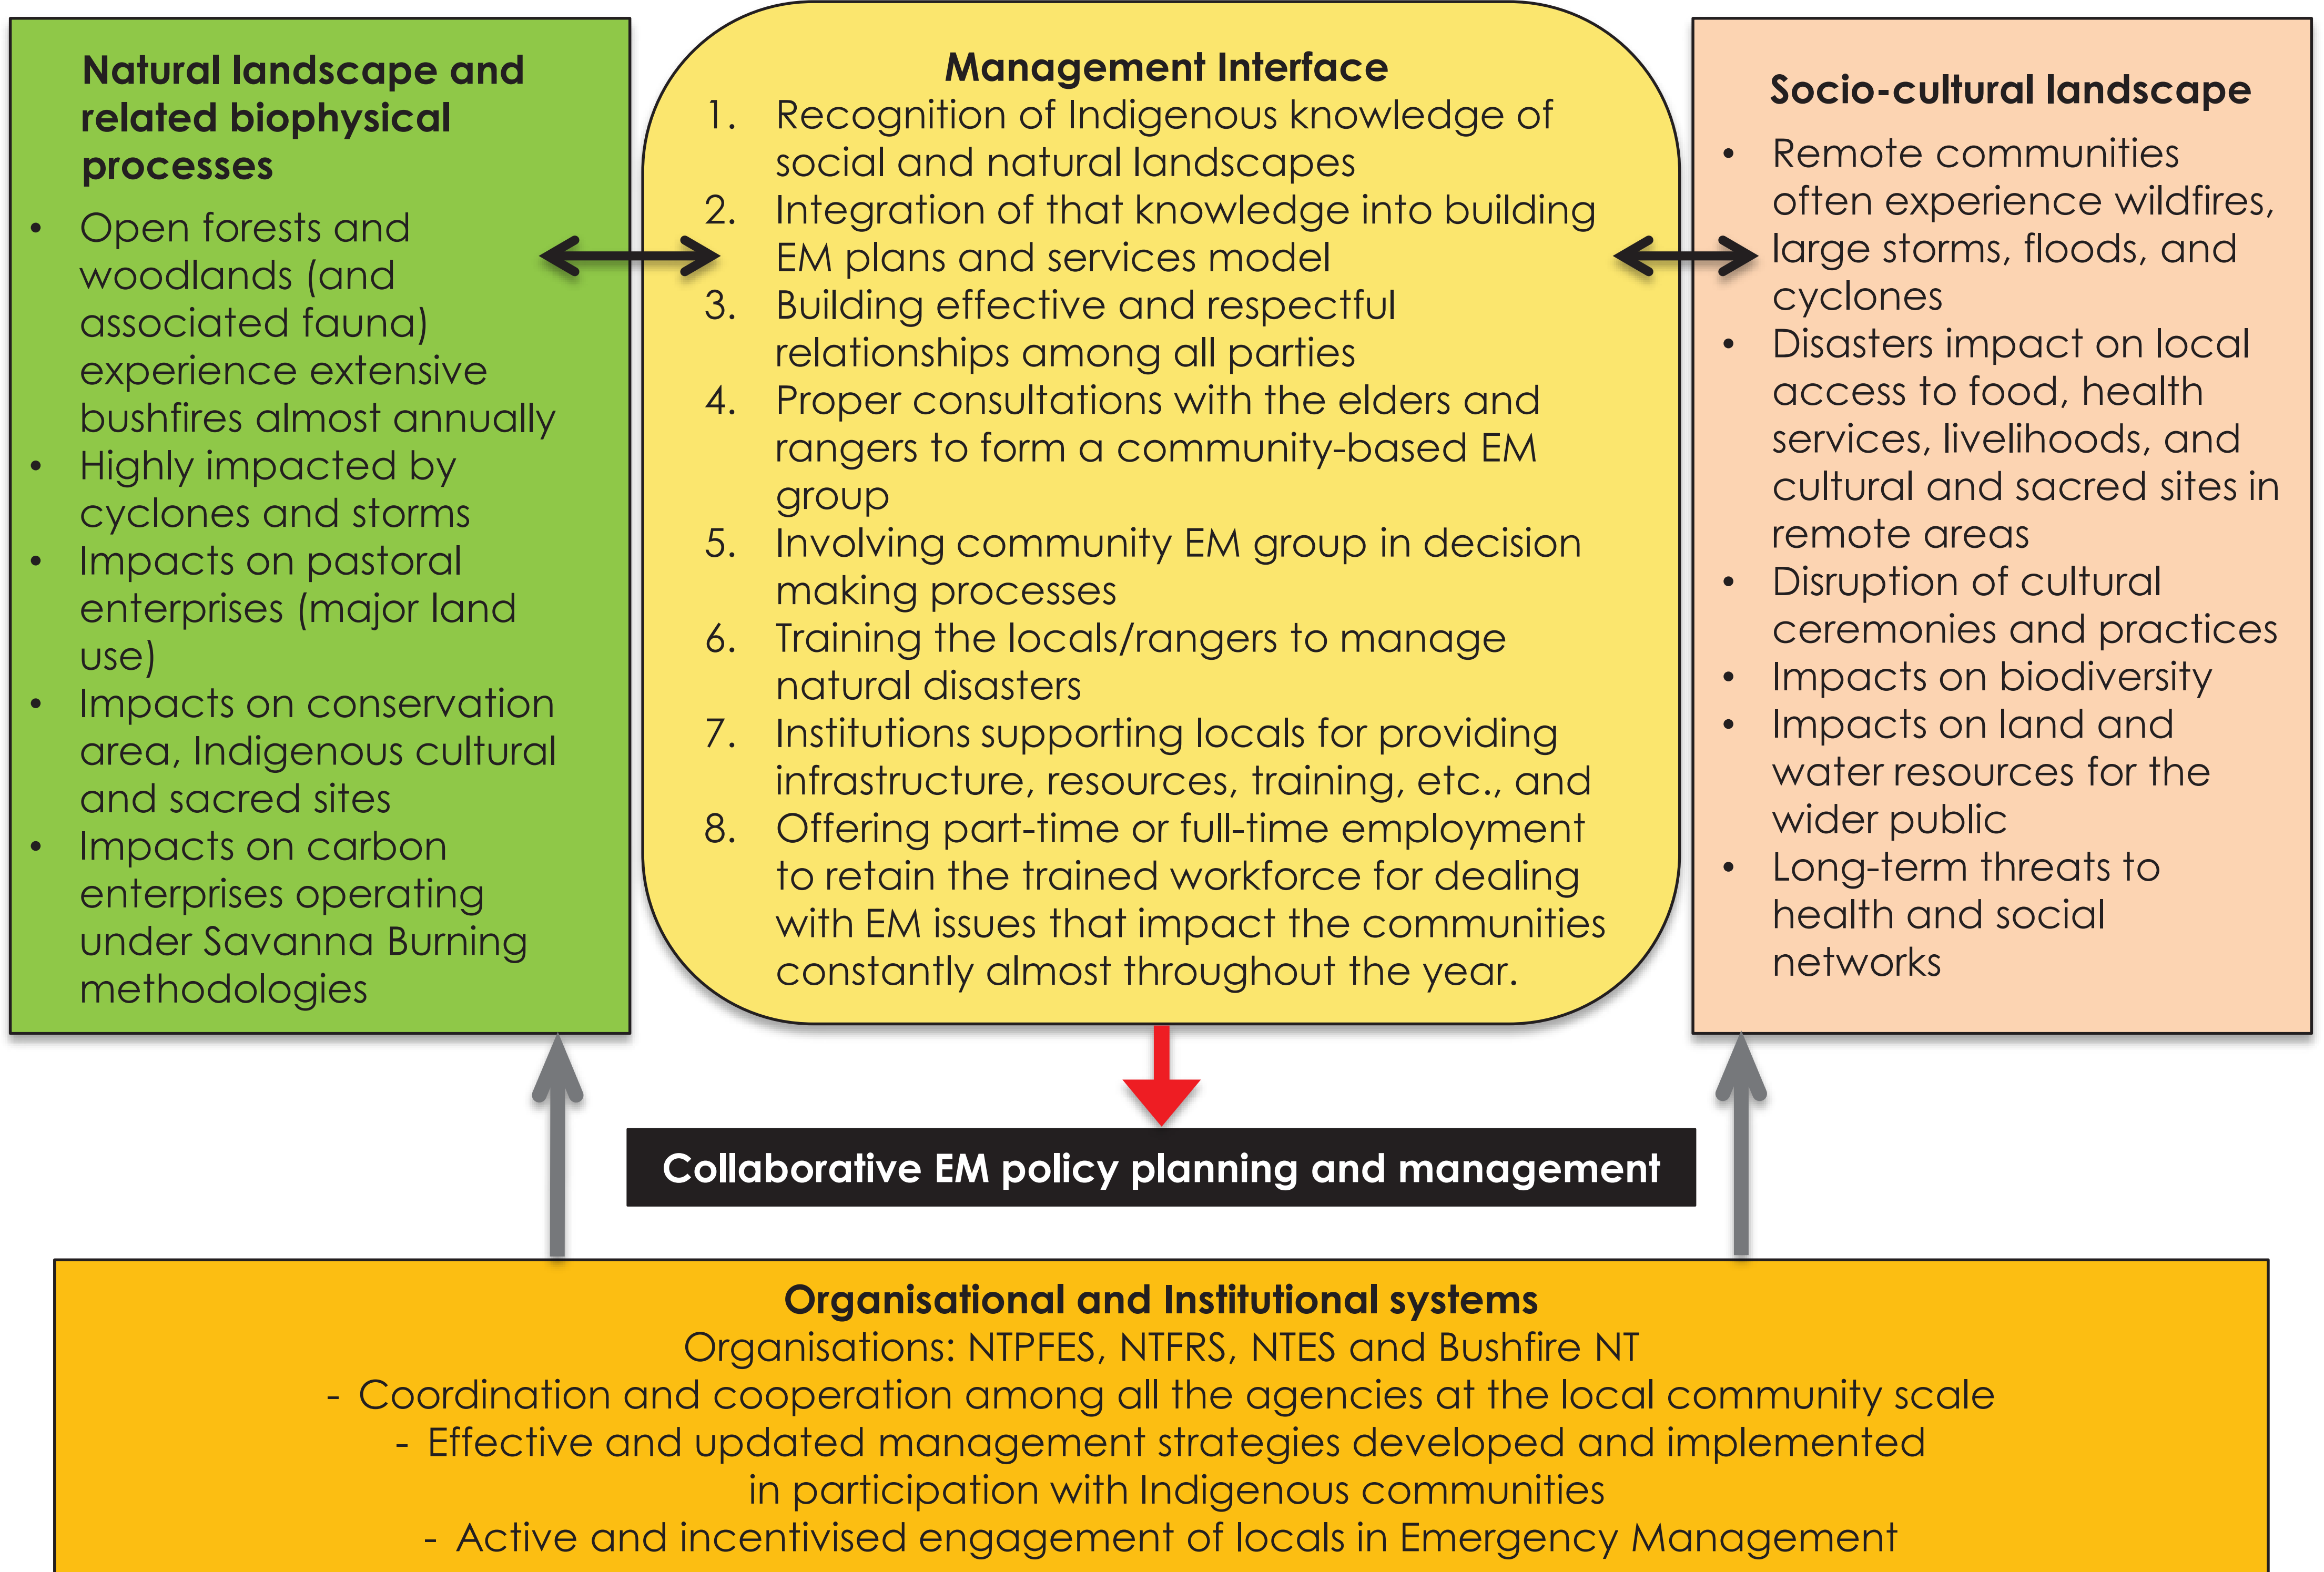 Natural landscape and
related biophysical
processes
• Open forests and
woodlands (and
associated fauna)
experience extensive
bushfires almost annually
• Highly impacted by
cyclones and storms
• Impacts on pastoral
enterprises (major land
use)
• Impacts on conservation
area, Indigenous cultural
and sacred sites
• Impacts on carbon
enterprises operating
under Savanna Burning
methodologies
Management Interface
1. Recognition of Indigenous knowledge of
social and natural landscapes
2. Integration of that knowledge into building
EM plans and services model
3. Building effective and respectful
relationships among all parties
4. Proper consultations with the elders and
rangers to form a community-based EM
group
5. Involving community EM group in decision
making processes
6. Training the locals/rangers to manage
natural disasters
7. Institutions supporting locals for providing
infrastructure, resources, training, etc., and
8. Offering part-time or full-time employment
to retain the trained workforce for dealing
with EM issues that impact the communities
constantly almost throughout the year.
Socio-cultural landscape
• Remote communities
often experience wildfires,
large storms, floods, and
cyclones
• Disasters impact on local
access to food, health
services, livelihoods, and
cultural and sacred sites in
remote areas
• Disruption of cultural
ceremonies and practices
• Impacts on biodiversity
• Impacts on land and
water resources for the
wider public
• Long-term threats to
health and social
networks
Collaborative EM policy planning and management
Organisational and Institutional systems
Organisations: NTPFES, NTFRS, NTES and Bushfire NT
- Coordination and cooperation among all the agencies at the local community scale
- Effective and updated management strategies developed and implemented
in participation with Indigenous communities
- Active and incentivised engagement of locals in Emergency Management